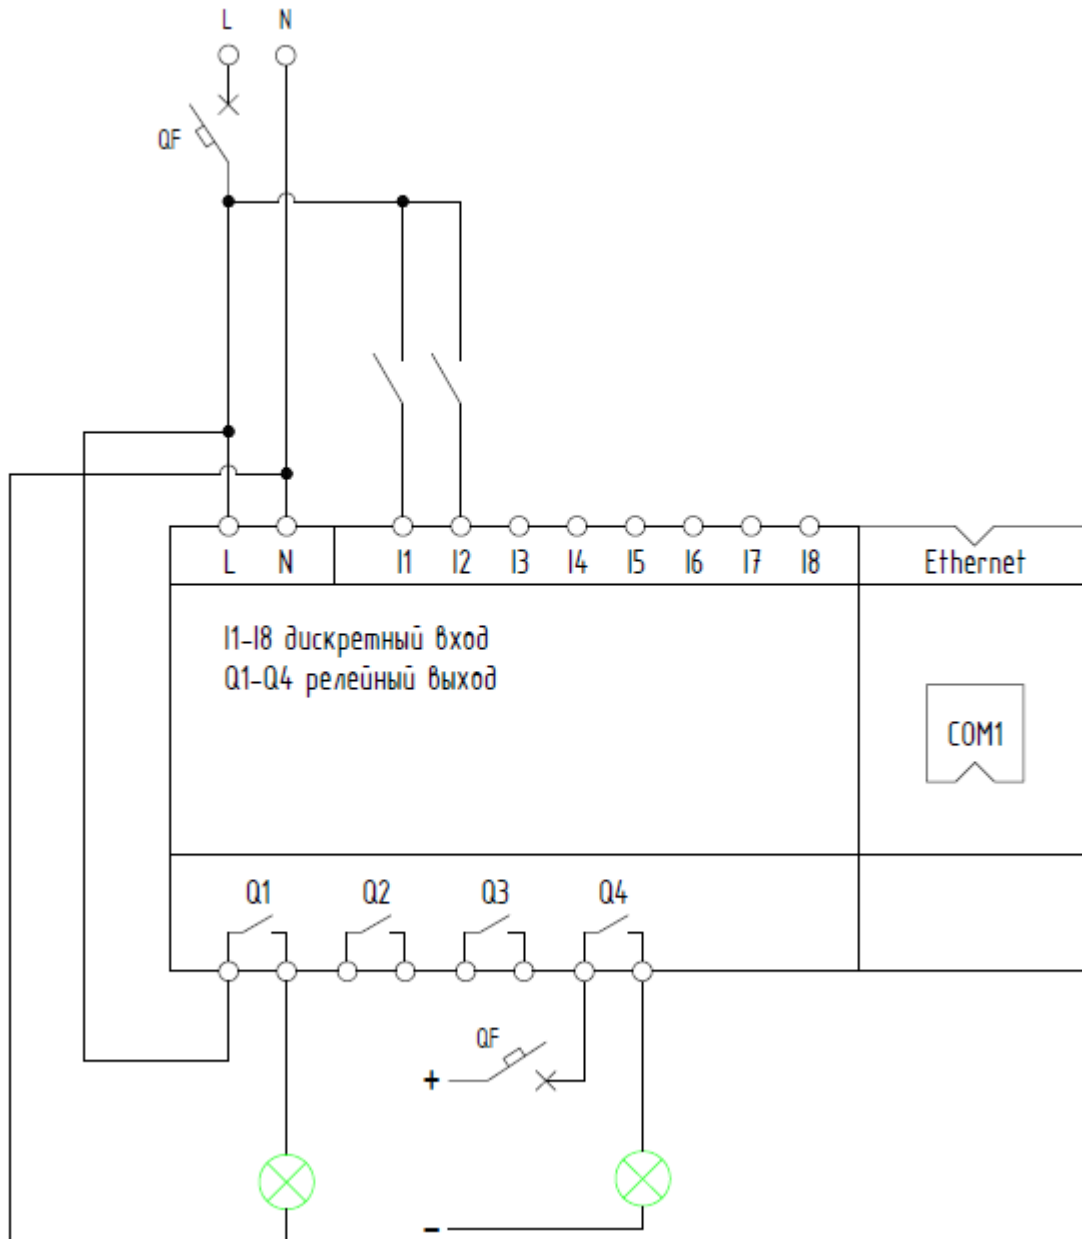 L N
QF
L N I1 I2 I3 I4 I5 I6 I7 I8 Ethernet
I1-I8 дискретный вход
Q1-Q4 релейный выход
COM1
Q1 Q2 Q3 Q4
QF
+
-